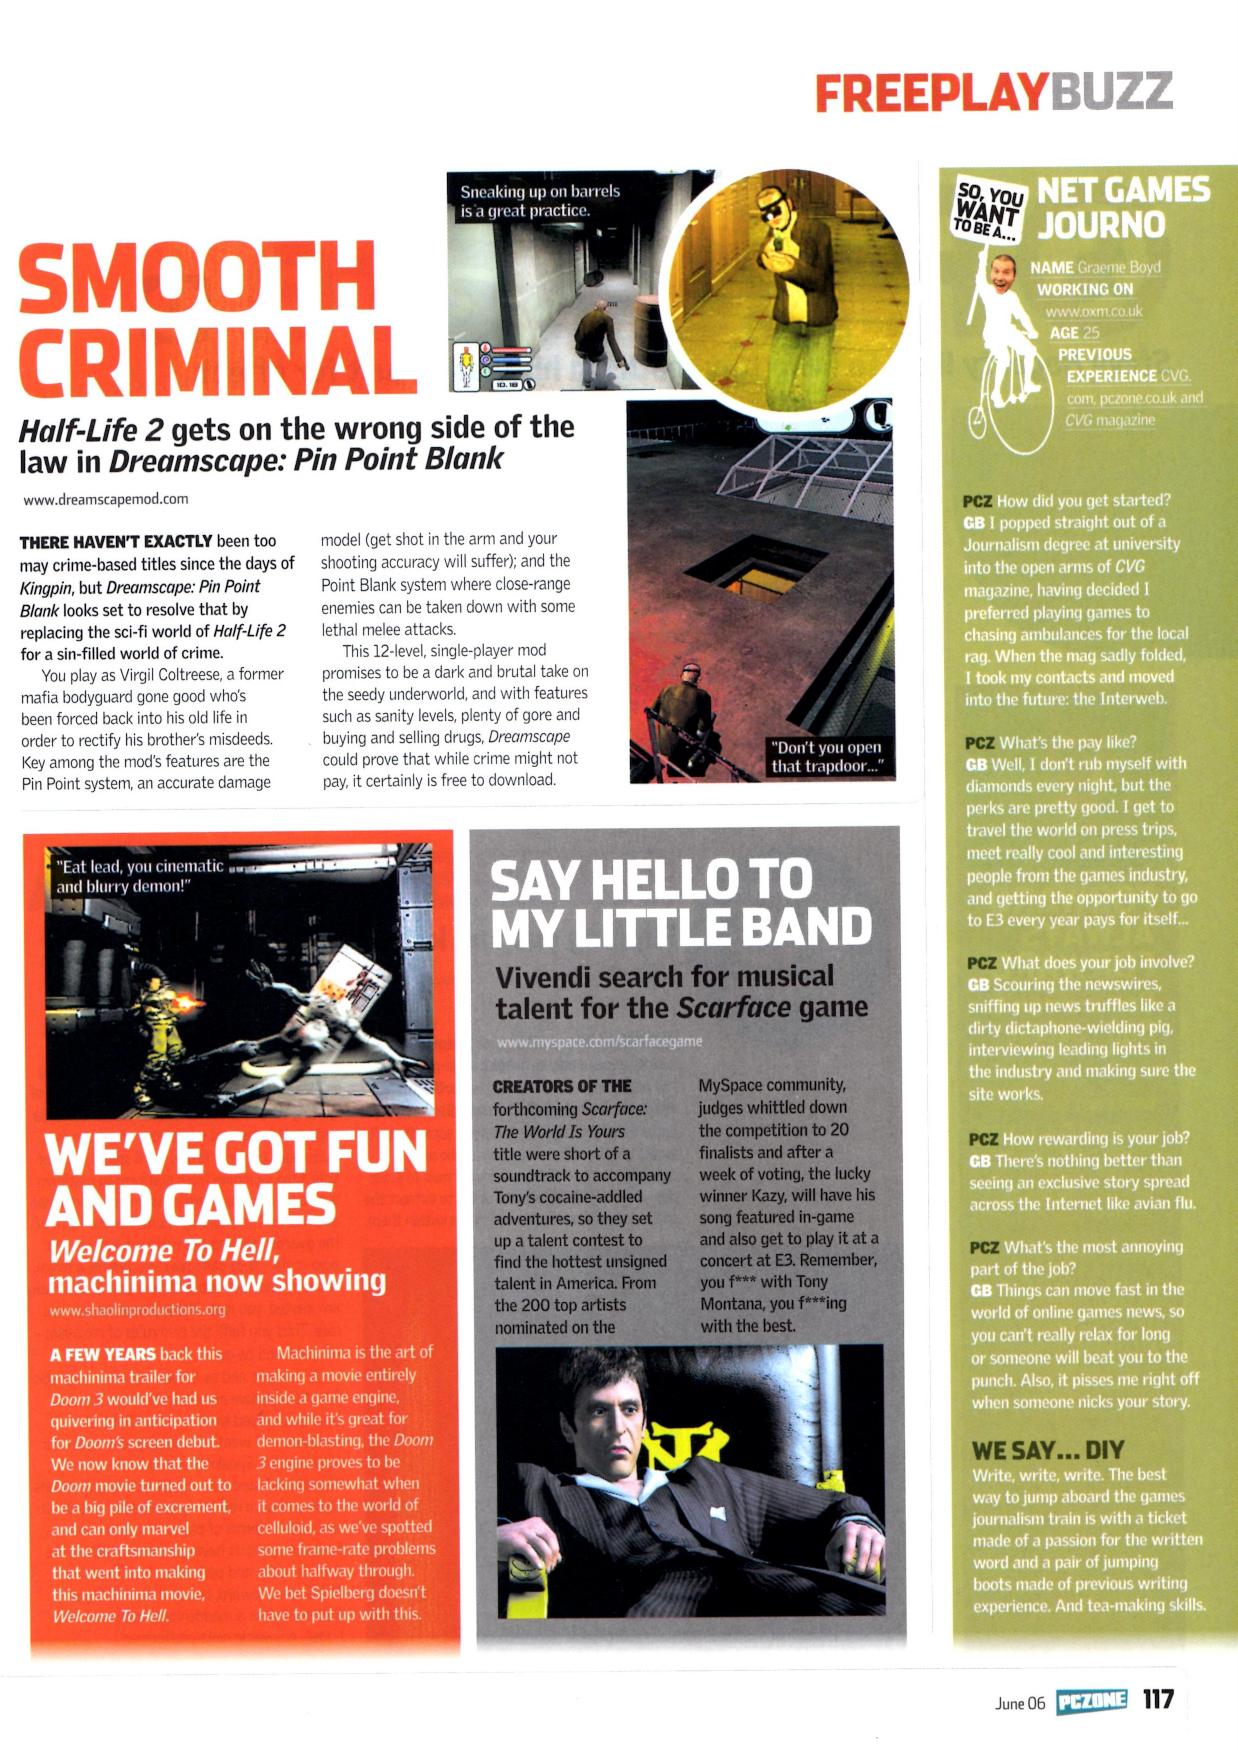 FREEPLAYBUZZ
Sneaking up on barrels
is a great practice.
SMOOTH
CRIMINAL
Half-Life 2 gets on the wrong side of the
law in Dreamscape: Pin Point Blank
www.dreamscapemod.com
THERE HAVEN'T EXACTLY been too
may crime-based titles since the days of
Kingpin, but Dreamscape: Pin Point
Blank looks set to resolve that by
replacing the sci-fi world of Half-Life 2
for a sin-filled world of crime.
You play as Virgil Coltreese, a former
mafia bodyguard gone good who's
been forced back into his old life in
order to rectify his brother's misdeeds.
Key among the mod's features are the
Pin Point system, an accurate damage
model (get shot in the arm and your
shooting accuracy will suffer); and the
Point Blank system where close-range
enemies can be taken down with some
lethal melee attacks.
This 12-level, single-player mod
promises to be a dark and brutal take on
the seedy underworld, and with features
such as sanity levels, plenty of gore and
buying and selling drugs, Dreamscape
could prove that while crime might not
pay, it certainly is free to download.
"Don't you open
that trapdoor..."
"Eat lead, you cinematic
and blurry demon!"
WE'VE GOT FUN
AND GAMES
Welcome To Hell,
machinima now showing
www.shaolinproductions.org
A FEW YEARS back this
machinima trailer for
Doom 3 would've had us
quivering in anticipation
for Doom's screen debut.
We now know that the
Doom movie turned out to
be a big pile of excrement,
and can only marvel
at the craftsmanship
that went into making
this machinima movie,
Welcome To Hell.
Machinima is the art of
making a movie entirely
inside a game engine,
and while it's great for
demon-blasting, the Doom
3 engine proves to be
lacking somewhat when
it comes to the world of
celluloid, as we've spotted
some frame-rate problems
about halfway through.
We bet Spielberg doesn't
have to put up with this.
SAY HELLO TO
MY LITTLE BAND
Vivendi search for musical
talent for the Scarface game
www.myspace.com/scarfacegame
CREATORS OF THE
forthcoming Scarface:
The World Is Yours
title were short of a
soundtrack to accompany
Tony's cocaine-addled
adventures, so they set
up a talent contest to
find the hottest unsigned
talent in America. From
the 200 top artists
nominated on the
MySpace community,
judges whittled down
the competition to 20
finalists and after a
week of voting, the lucky
winner Kazy, will have his
song featured in-game
and also get to play it at a
concert at E3. Remember,
you f*** with Tony
Montana, you f***ing
with the best.
SO, YOU
WANT
TO BE A...
NET GAMES
JOURNO
NAME Graeme Boyd
WORKING ON
www.oxm.co.uk
AGE 25
PREVIOUS
EXPERIENCE CVG.
com, pczone.co.uk and
CVG magazine
PCZ How did you get started?
GB I popped straight out of a
Journalism degree at university
into the open arms of CVG
magazine, having decided I
preferred playing games to
chasing ambulances for the local
rag. When the mag sadly folded,
I took my contacts and moved
into the future: the Interweb.
PCZ What's the pay like?
GB Well, I don't rub myself with
diamonds every night, but the
perks are pretty good. I get to
travel the world on press trips,
meet really cool and interesting
people from the games industry,
and getting the opportunity to go
to E3 every year pays for itself...
PCZ What does your job involve?
GB Scouring the newswires,
sniffing up news truffles like a
dirty dictaphone-wielding pig,
interviewing leading lights in
the industry and making sure the
site works.
PCZ How rewarding is your job?
GB There's nothing better than
seeing an exclusive story spread
across the Internet like avian flu.
PCZ What's the most annoying
part of the job?
GB Things can move fast in the
world of online games news, so
you can't really relax for long
or someone will beat you to the
punch. Also, it pisses me right off
when someone nicks your story.
WE SAY... DIY
Write, write, write. The best
way to jump aboard the games
journalism train is with a ticket
made of a passion for the written
word and a pair of jumping
boots made of previous writing
experience. And tea-making skills.
June 06 PCZONE 117